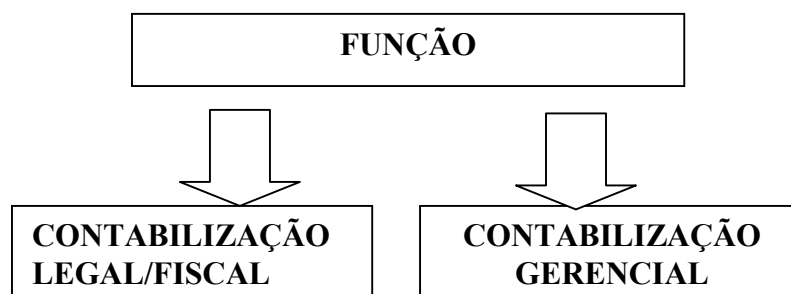 FUNÇÃO
CONTABILIZAÇÃO
LEGAL/FISCAL
CONTABILIZAÇÃO
GERENCIAL